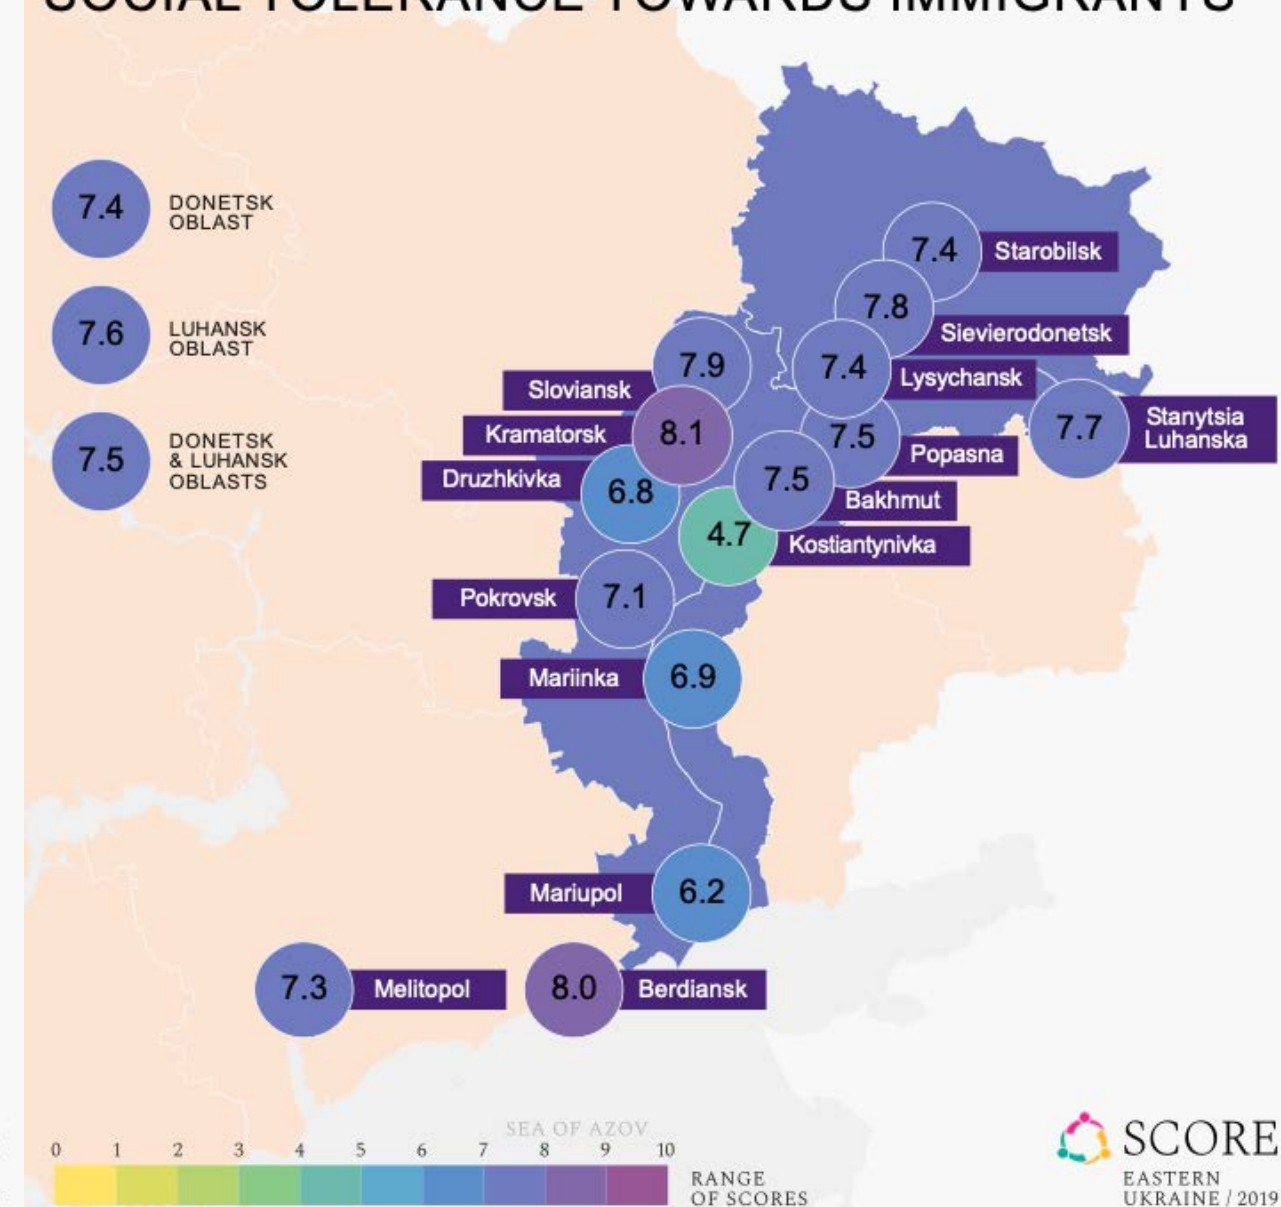 SOCIAL TOLERANCE TOWARDS IMMIGRANTS
7.4
DONETSK
OBLAST
7.6
LUHANSK
OBLAST
7.5
DONETSK
& LUHANSK
OBLASTS
7.4
Starobilsk
7.8
Sievierodonetsk
7.9
Sloviansk
7.4
Lysychansk
8.1
Kramatorsk
7.5
Popasna
7.7
Stanytsia
Luhanska
6.8
Druzhkivka
7.5
Bakhmut
4.7
Kostiantynivka
7.1
Pokrovsk
6.9
Mariinka
6.2
Mariupol
7.3
Melitopol
8.0
Berdiansk
SEA OF AZOV
0 1 2 3 4 5 6 7 8 9 10
RANGE
OF SCORES
SCORE
EASTERN
UKRAINE / 2019